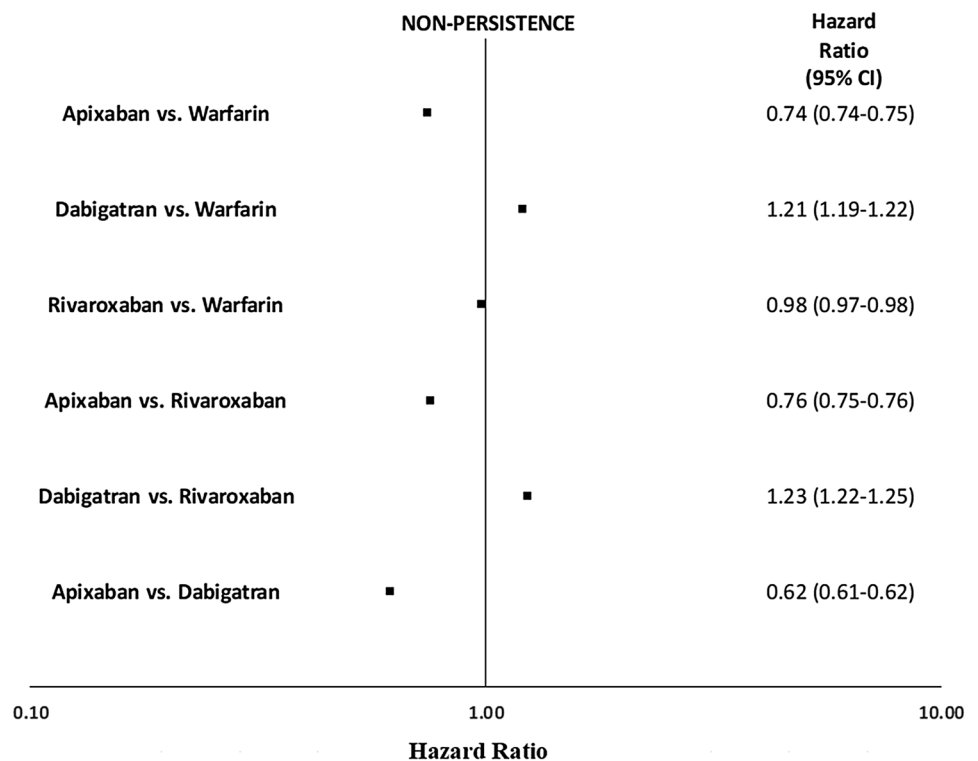 NON-PERSISTENCE
Hazard
Ratio
(95% CI)
Apixaban vs. Warfarin 0.74 (0.74-0.75)
Dabigatran vs. Warfarin 1.21 (1.19-1.22)
Rivaroxaban vs. Warfarin 0.98 (0.97-0.98)
Apixaban vs. Rivaroxaban 0.76 (0.75-0.76)
Dabigatran vs. Rivaroxaban 1.23 (1.22-1.25)
Apixaban vs. Dabigatran 0.62 (0.61-0.62)
0.10 1.00 10.00
Hazard Ratio